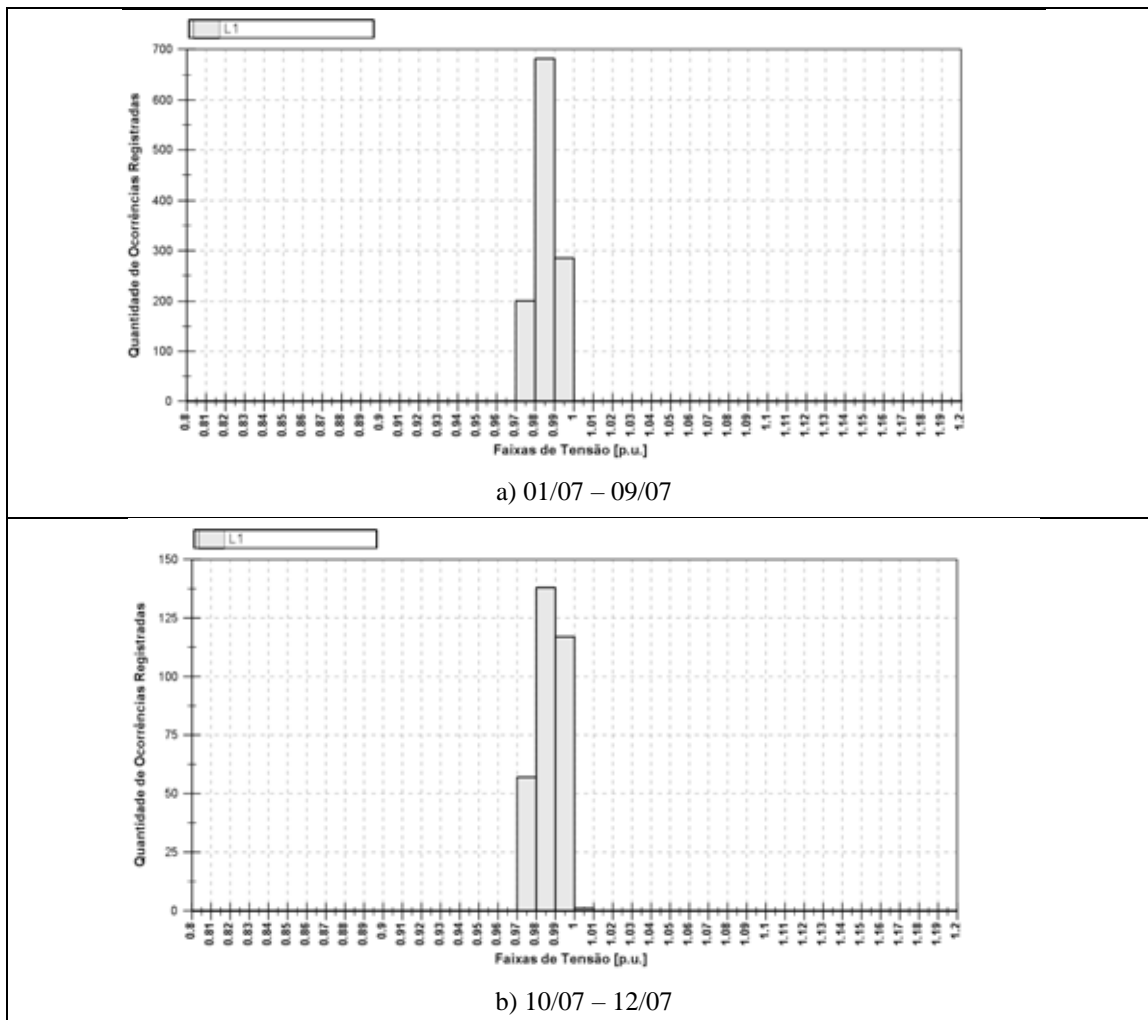 L1
700
600
500
400
300
200
100
0
Quantidade de Ocorrências Registradas
0.8 0.81 0.82 0.83 0.84 0.85 0.86 0.87 0.88 0.89 0.9 0.91 0.92 0.93 0.94 0.95 0.96 0.97 0.98 0.99 1 1.01 1.02 1.03 1.04 1.05 1.06 1.07 1.08 1.09 1.1 1.11 1.12 1.13 1.14 1.15 1.16 1.17 1.18 1.19 1.2
Faixas de Tensão [p.u.]
a) 01/07 – 09/07
L1
150
125
100
75
50
25
0
Quantidade de Ocorrências Registradas
0.8 0.81 0.82 0.83 0.84 0.85 0.86 0.87 0.88 0.89 0.9 0.91 0.92 0.93 0.94 0.95 0.96 0.97 0.98 0.99 1 1.01 1.02 1.03 1.04 1.05 1.06 1.07 1.08 1.09 1.1 1.11 1.12 1.13 1.14 1.15 1.16 1.17 1.18 1.19 1.2
Faixas de Tensão [p.u.]
b) 10/07 – 12/07